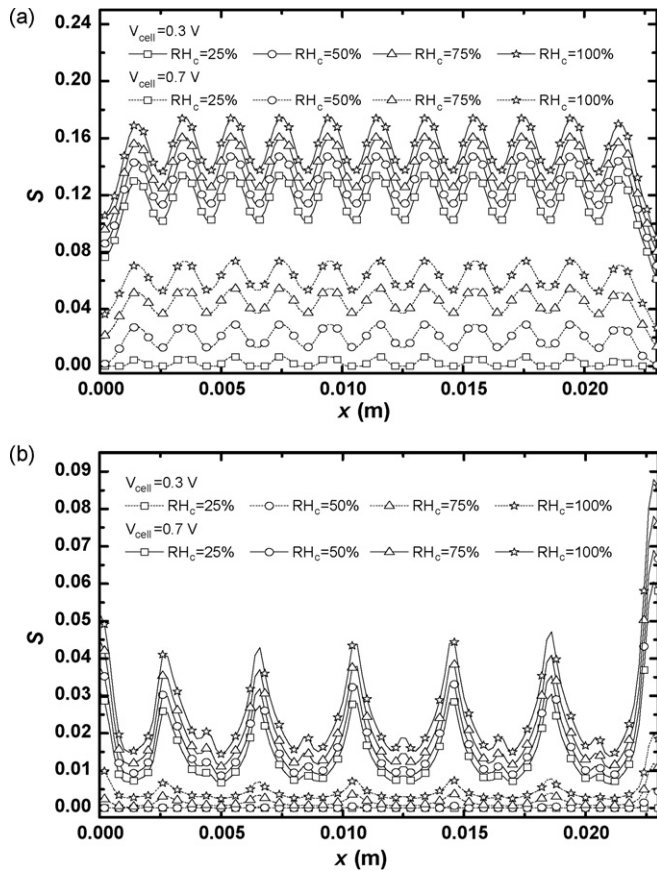 (a)
V_cell=0.3 V
RH_c=25% RH_c=50% RH_c=75% RH_c=100%
V_cell=0.7 V
RH_c=25% RH_c=50% RH_c=75% RH_c=100%
0.24
0.20
0.16
0.12
0.08
0.04
0.00
S
0.000 0.005 0.010 0.015 0.020
x (m)
(b)
V_cell=0.3 V
RH_c=25% RH_c=50% RH_c=75% RH_c=100%
V_cell=0.7 V
RH_c=25% RH_c=50% RH_c=75% RH_c=100%
0.09
0.08
0.07
0.06
0.05
0.04
0.03
0.02
0.01
0.00
S
0.000 0.005 0.010 0.015 0.020
x (m)